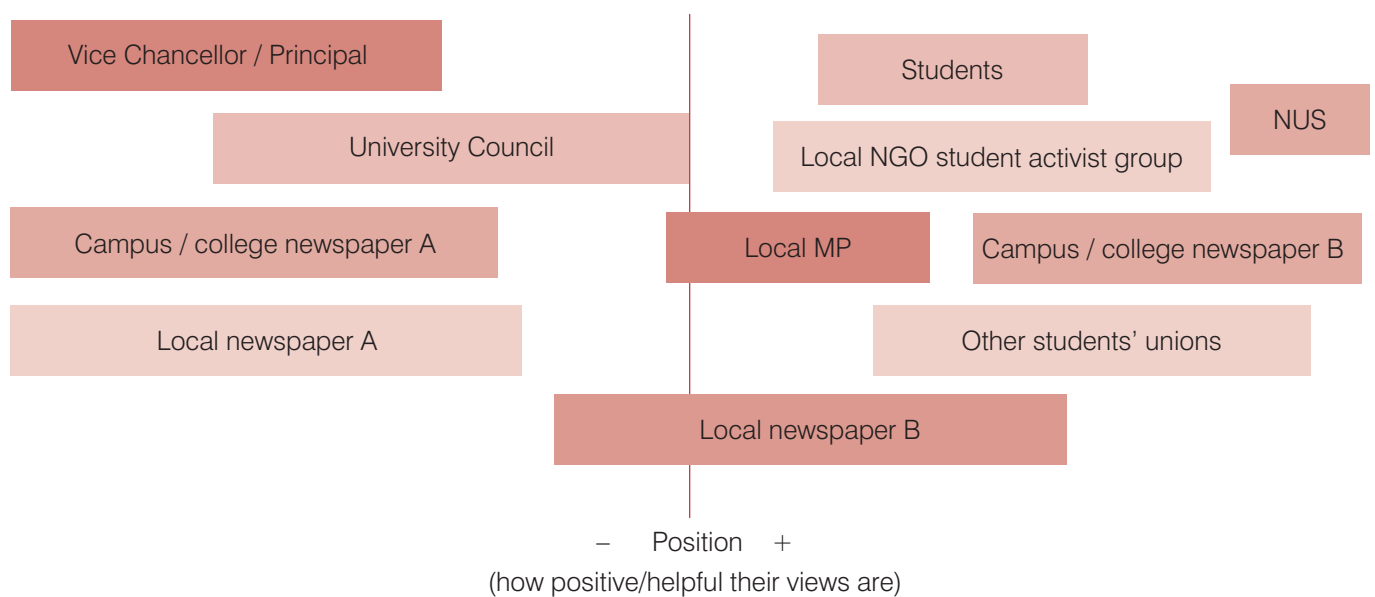 Vice Chancellor / Principal
Students
NUS
University Council
Local NGO student activist group
Campus / college newspaper A
Local MP
Campus / college newspaper B
Local newspaper A
Other students’ unions
Local newspaper B
– Position +
(how positive/helpful their views are)